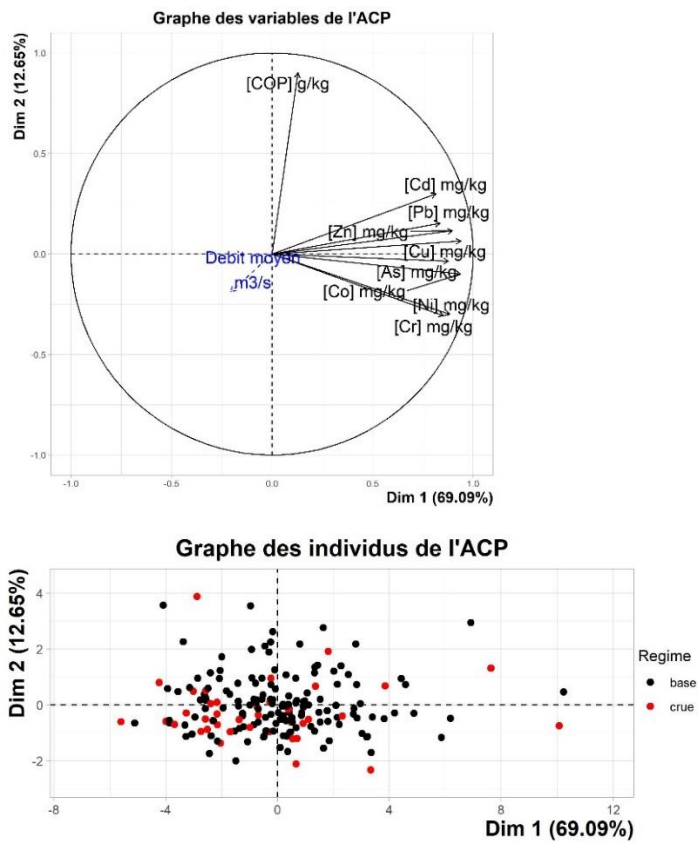 Graphe des variables de l'ACP
Dim 2 (12.65%)
1.0
[COP] g/kg
0.5
[Cd] mg/kg
[Pb] mg/kg
[Zn] mg/kg
[Cu] mg/kg
0.0
Debit moyen
[As] mg/kg
m3/s
[Co] mg/kg
[Ni] mg/kg
[Cr] mg/kg
-0.5
-1.0
-1.0 -0.5 0.0 0.5 1.0
Dim 1 (69.09%)
Graphe des individus de l'ACP
Dim 2 (12.65%)
4
2
0
-2
Regime
base
crue
-8 -4 0 4 8 12
Dim 1 (69.09%)